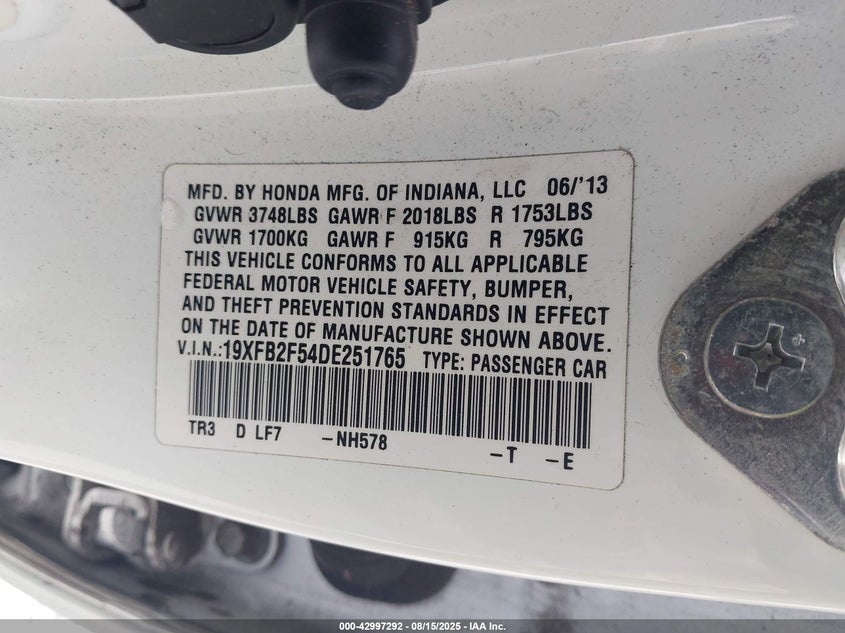 MFD. BY HONDA MFG. OF INDIANA, LLC 06/'13
GVWR 3748LBS GAWR F 2018LBS R 1753LBS
GVWR 1700KG GAWR F 915KG R 795KG
THIS VEHICLE CONFORMS TO ALL APPLICABLE
FEDERAL MOTOR VEHICLE SAFETY, BUMPER,
AND THEFT PREVENTION STANDARDS IN EFFECT
ON THE DATE OF MANUFACTURE SHOWN ABOVE.
V.I.N.:19XFB2F54DE251765 TYPE: PASSENGER CAR
TR3 D LF7 -NH578 -T -E
000-42997292 - 08/15/2025 - IAA Inc.